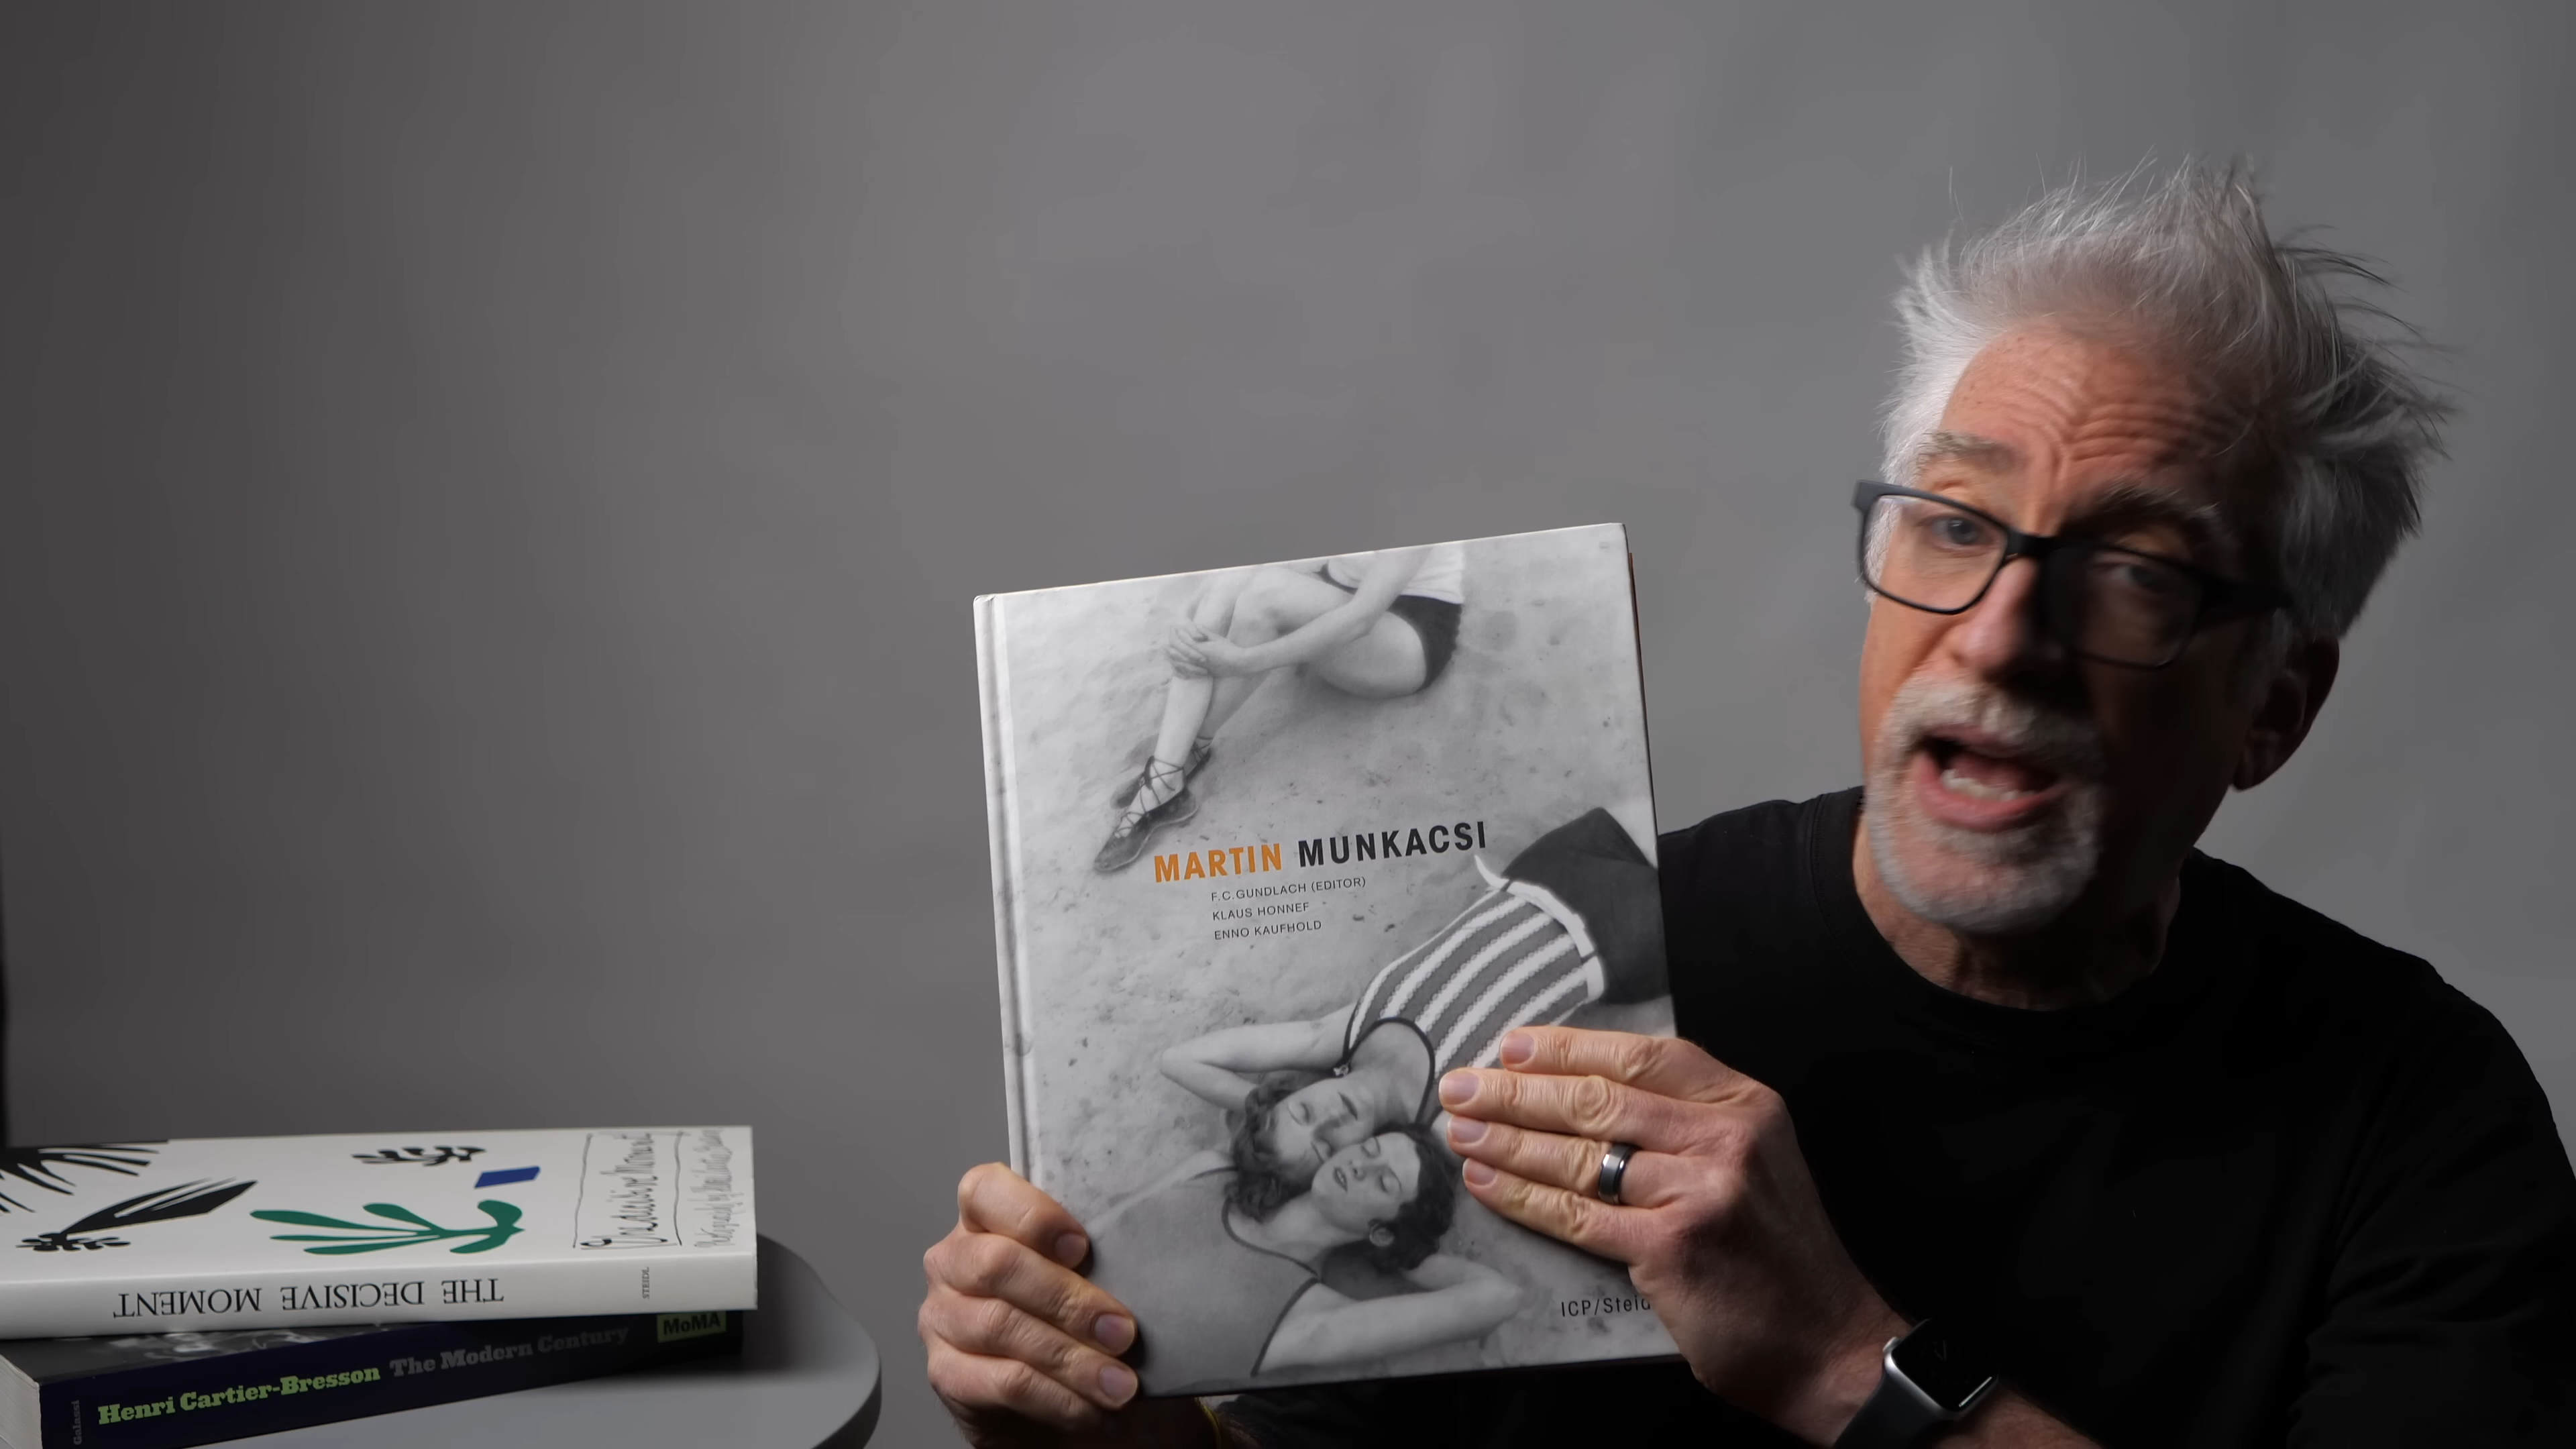 MARTIN MUNKACSI
F.C. GUNDLACH (EDITOR)
KLAUS HONNEF
ENNO KAUFHOLD
ICP/Steid
THE DECISIVE MOMENT
STEIDL
Galassi
Henri Cartier-Bresson The Modern Century
MoMA